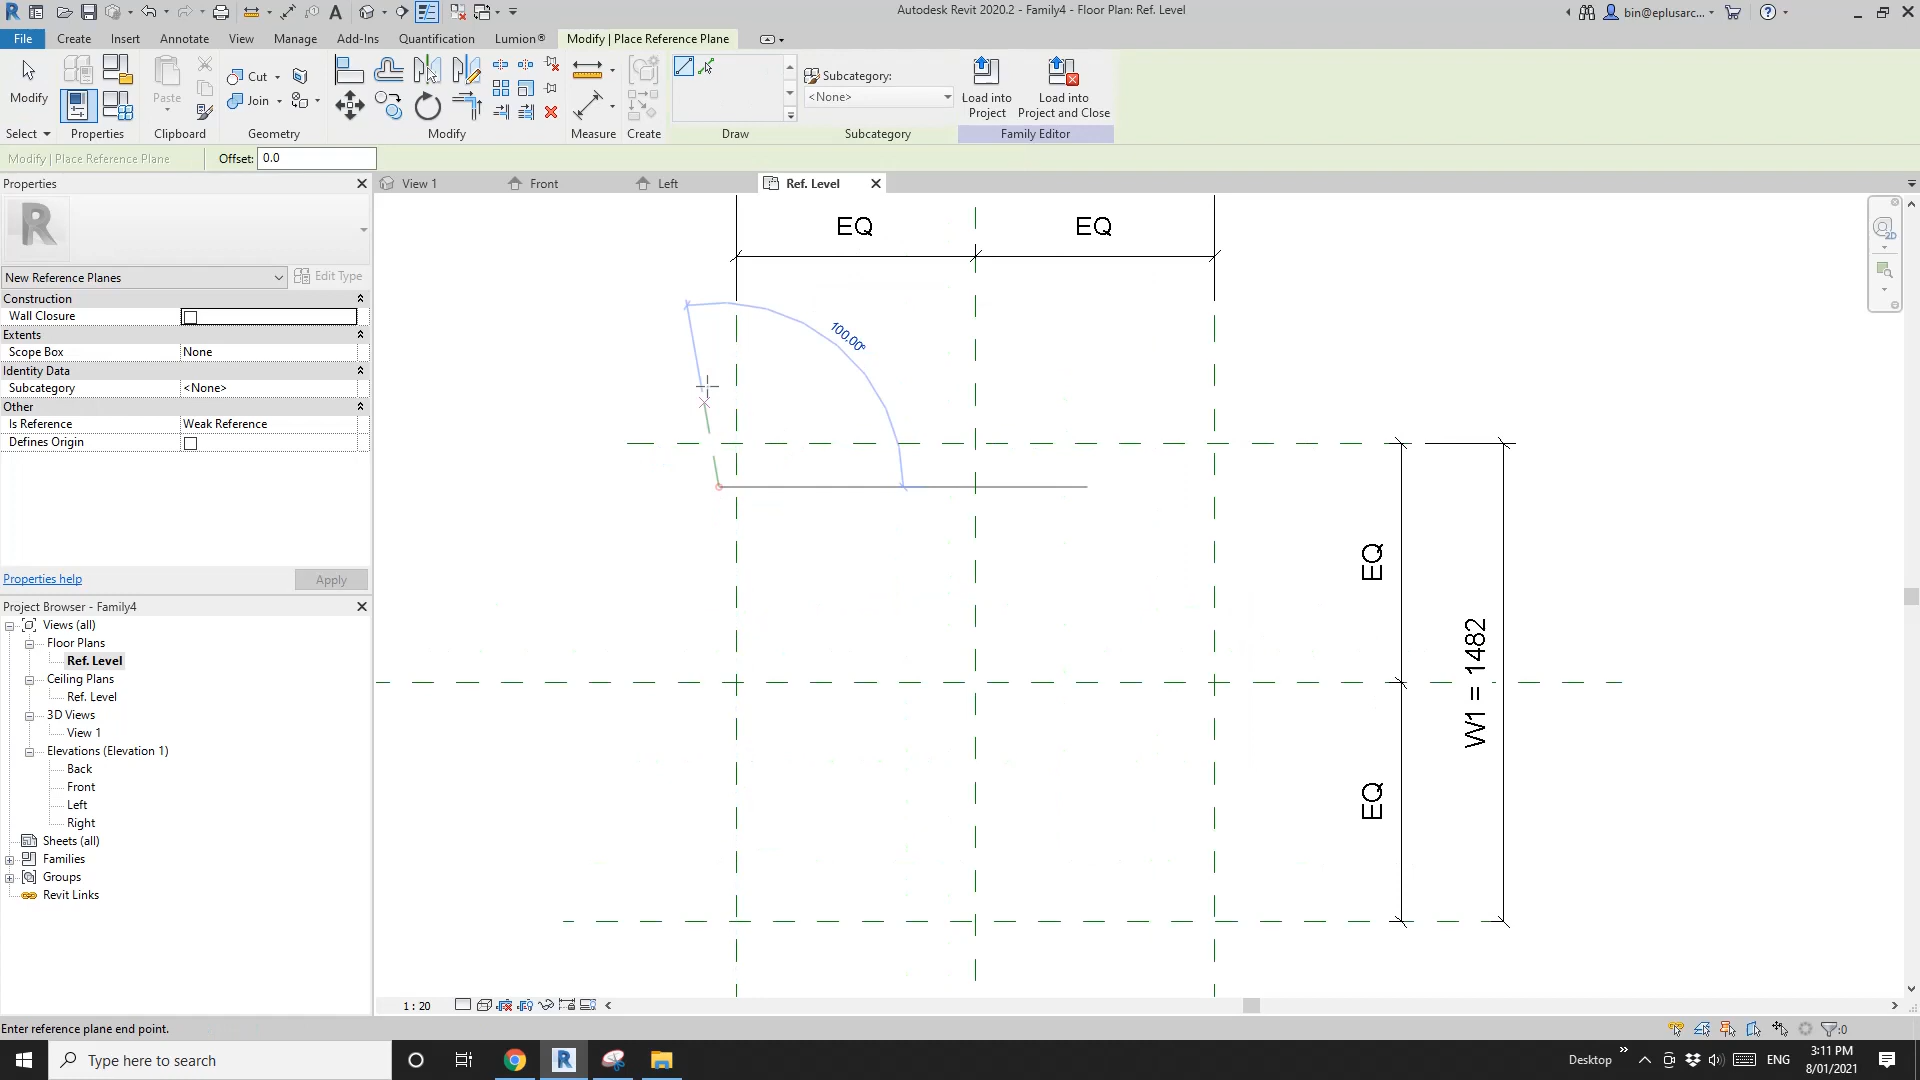 Autodesk Revit 2020.2 - Family4 - Floor Plan: Ref. Level
bin@eplusarc...
File Create Insert Annotate View Manage Add-Ins Quantification Lumion® Modify | Place Reference Plane
Modify
Paste
Cut
Join
Subcategory:
<None>
Load into
Project
Load into
Project and Close
Select Properties Clipboard Geometry Modify Measure Create Draw Subcategory Family Editor
Modify | Place Reference Plane
Offset: 0.0
Properties
View 1
Front
Left
Ref. Level
R
New Reference Planes
Edit Type
Construction
Wall Closure
Extents
Scope Box None
Identity Data
Subcategory <None>
Other
Is Reference Weak Reference
Defines Origin
Properties help
Apply
Project Browser - Family4
Views (all)
Floor Plans
Ref. Level
Ceiling Plans
Ref. Level
3D Views
View 1
Elevations (Elevation 1)
Back
Front
Left
Right
Sheets (all)
Families
Groups
Revit Links
EQ EQ
100.00°
EQ
W1 = 1482
EQ
1 : 20
Enter reference plane end point.
:0
Type here to search
Desktop
ENG
3:11 PM
8/01/2021